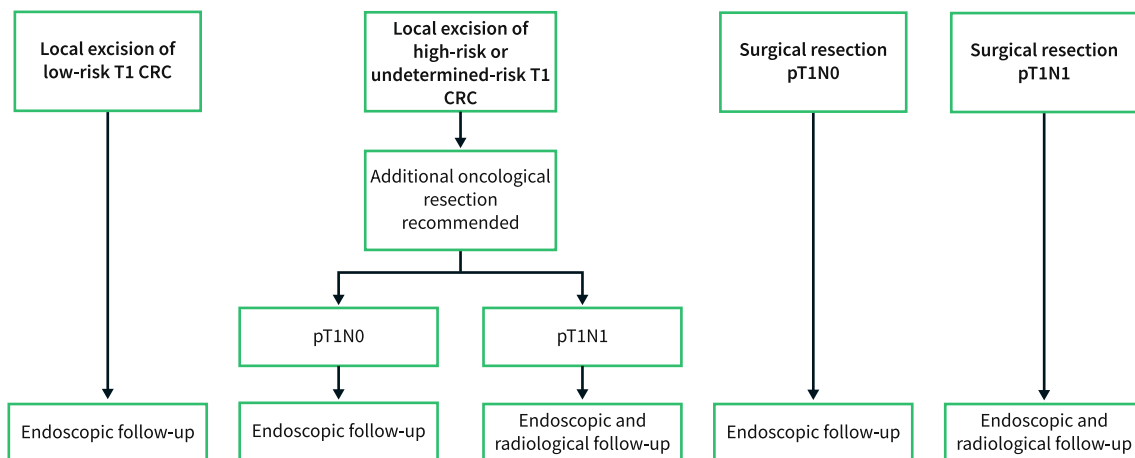 Local excision of
low-risk T1 CRC
Local excision of
high-risk or
undetermined-risk T1
CRC
Surgical resection
pT1N0
Surgical resection
pT1N1
Additional oncological
resection
recommended
pT1N0
pT1N1
Endoscopic follow-up
Endoscopic follow-up
Endoscopic and
radiological follow-up
Endoscopic follow-up
Endoscopic and
radiological follow-up